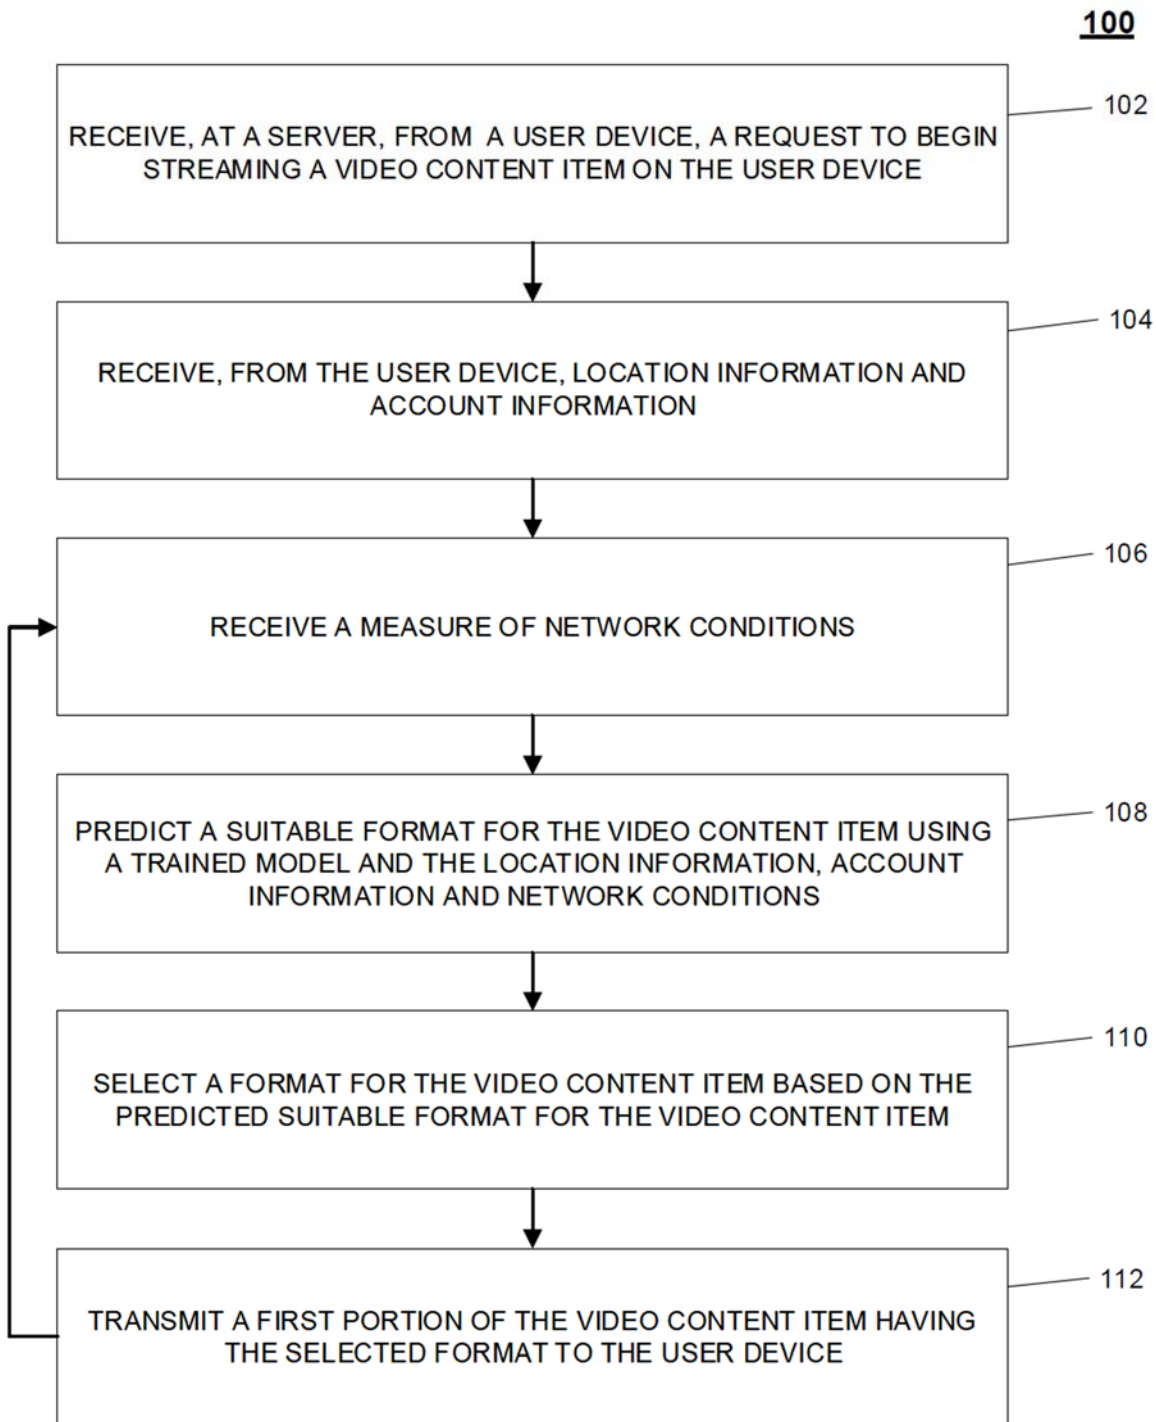 100
RECEIVE, AT A SERVER, FROM A USER DEVICE, A REQUEST TO BEGIN
STREAMING A VIDEO CONTENT ITEM ON THE USER DEVICE
102
RECEIVE, FROM THE USER DEVICE, LOCATION INFORMATION AND
ACCOUNT INFORMATION
104
RECEIVE A MEASURE OF NETWORK CONDITIONS
106
PREDICT A SUITABLE FORMAT FOR THE VIDEO CONTENT ITEM USING
A TRAINED MODEL AND THE LOCATION INFORMATION, ACCOUNT
INFORMATION AND NETWORK CONDITIONS
108
SELECT A FORMAT FOR THE VIDEO CONTENT ITEM BASED ON THE
PREDICTED SUITABLE FORMAT FOR THE VIDEO CONTENT ITEM
110
TRANSMIT A FIRST PORTION OF THE VIDEO CONTENT ITEM HAVING
THE SELECTED FORMAT TO THE USER DEVICE
112